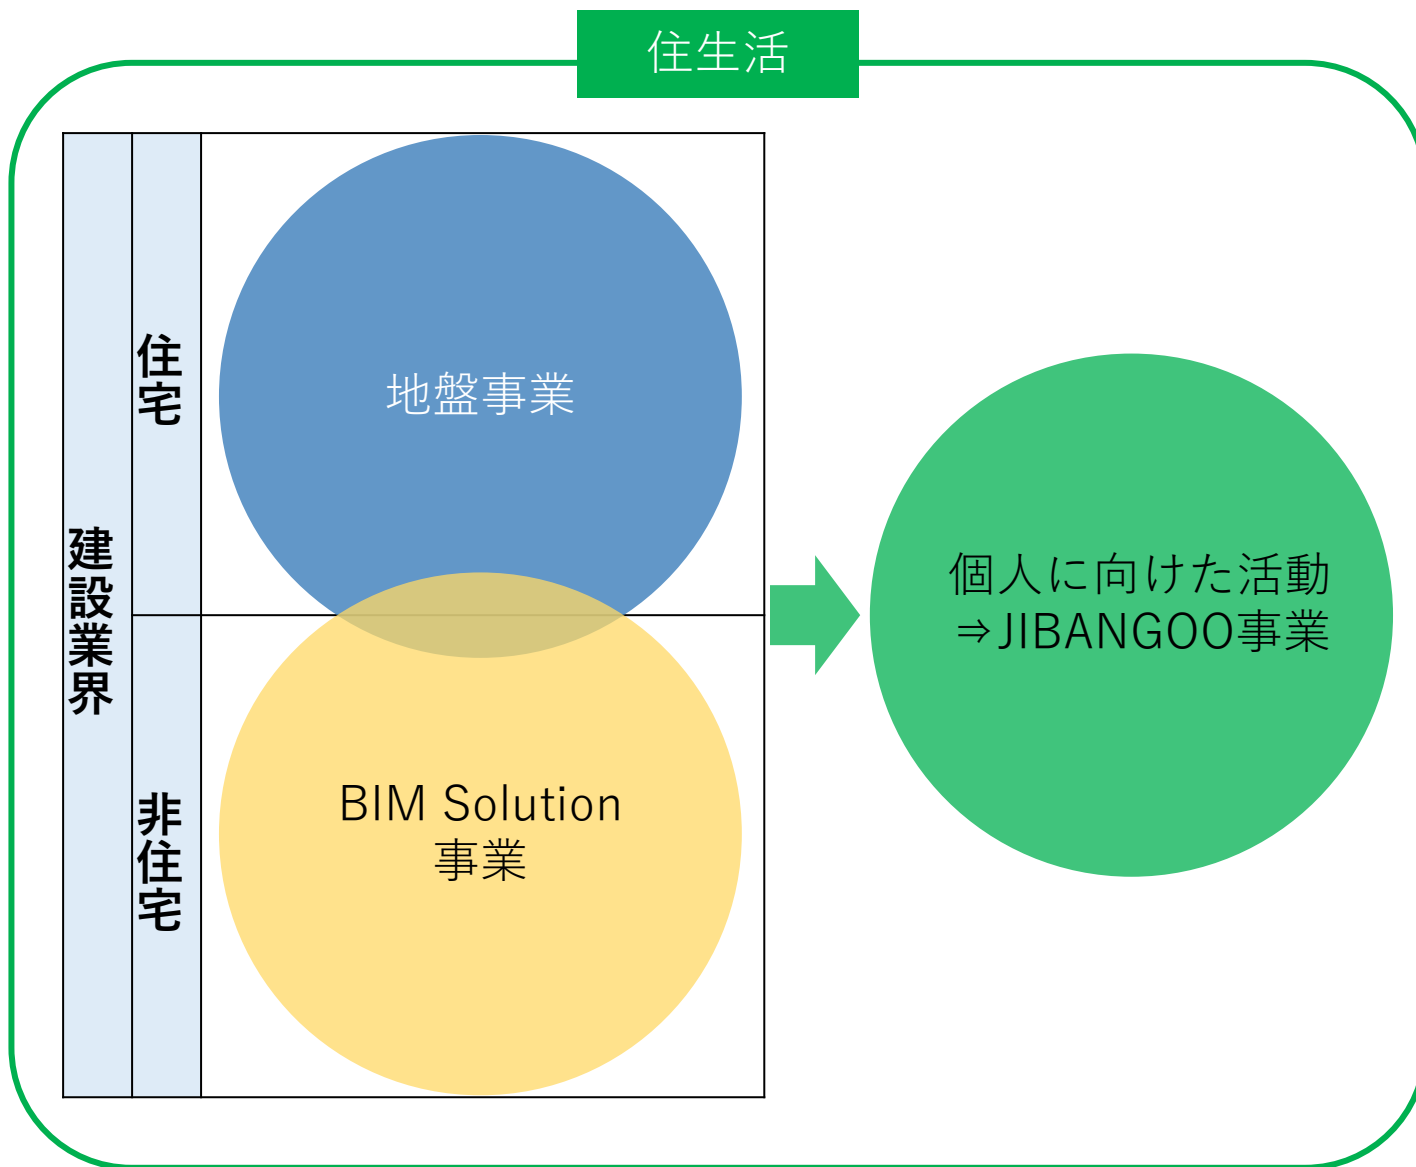 住生活
建設業界
住宅
地盤事業
非住宅
BIM Solution
事業
個人に向けた活動
⇒JIBANGOO事業